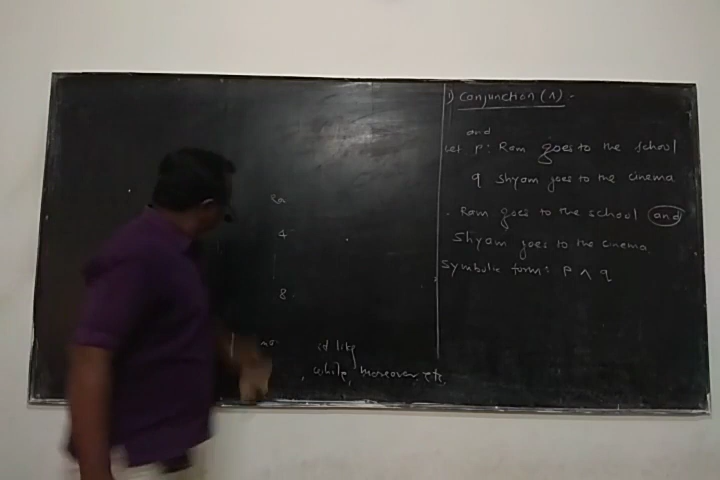 1) Conjunction (∧) -
and
Let p: Ram goes to the school
q Shyam goes to the cinema
. Ram goes to the school and
Shyam goes to the cinema
Symbolic form: p ∧ q
4
8
like
, while, moreover, etc.